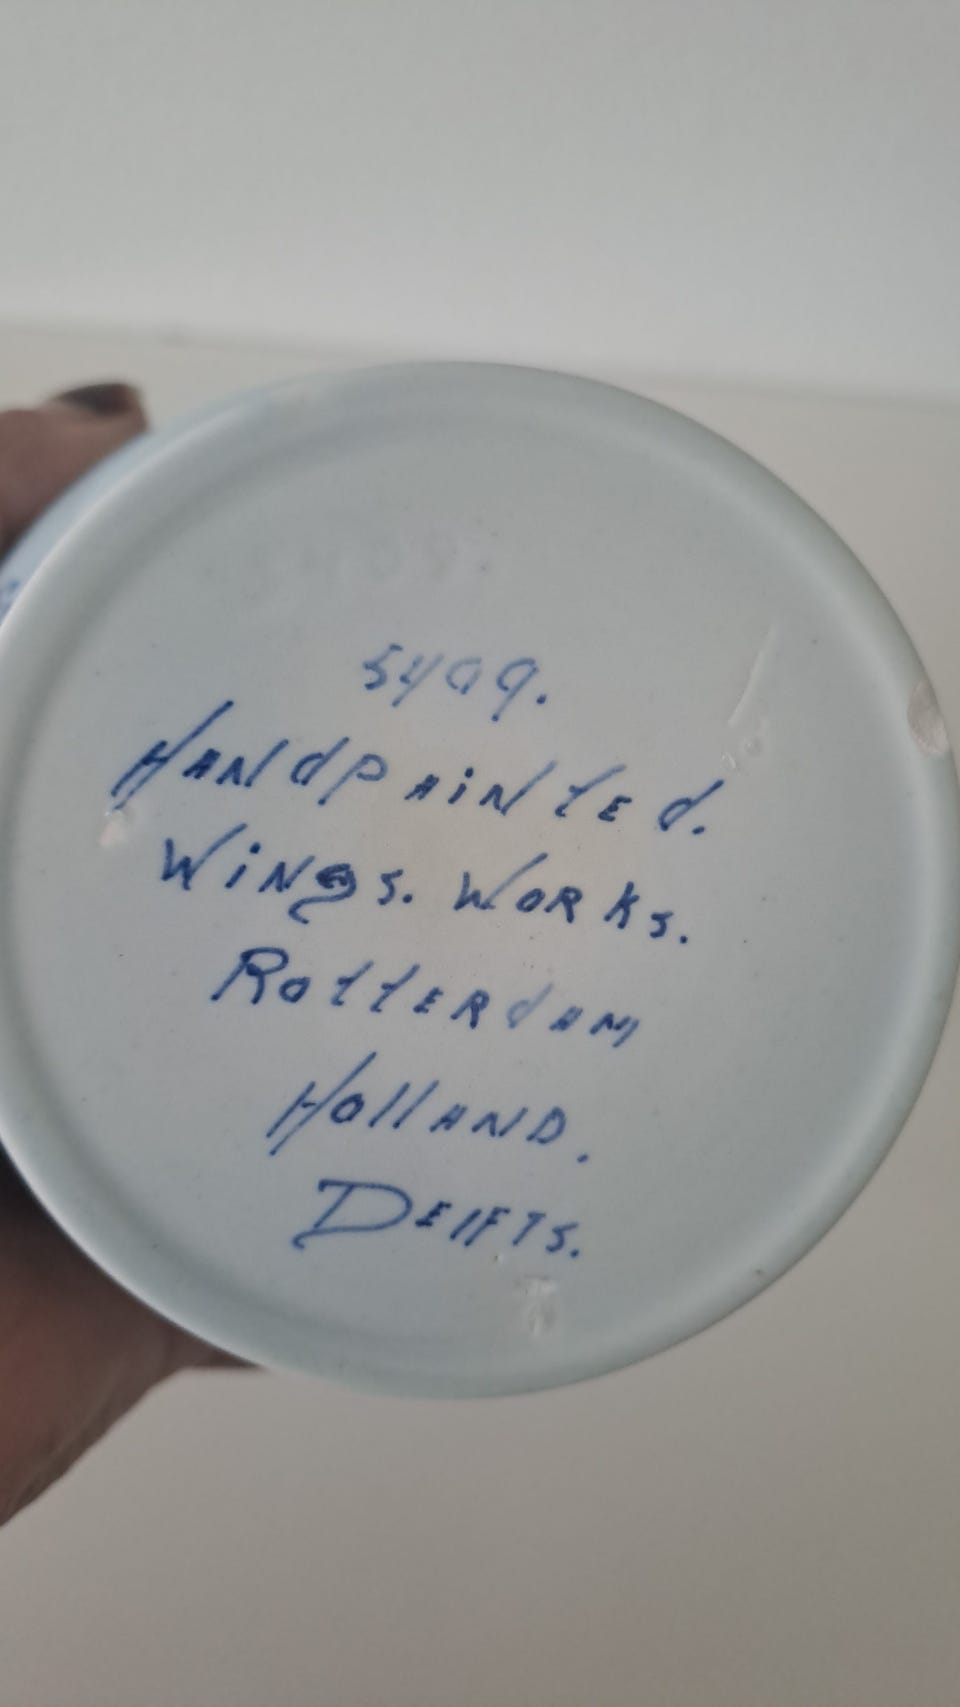 5409.
Handpainted.
Wings. Works.
Rotterdam
Holland.
Delfts.